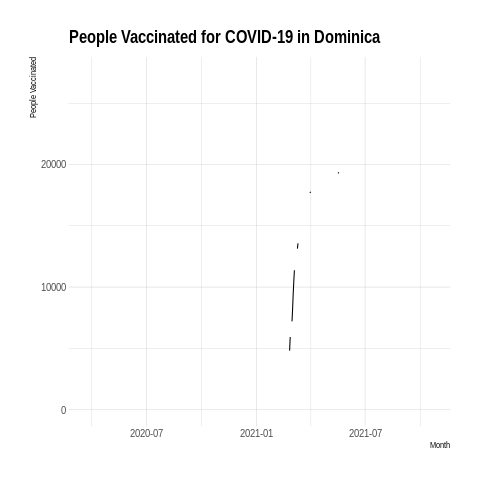 People Vaccinated for COVID-19 in Dominica
People Vaccinated
20000
10000
0
2020-07 2021-01 2021-07
Month